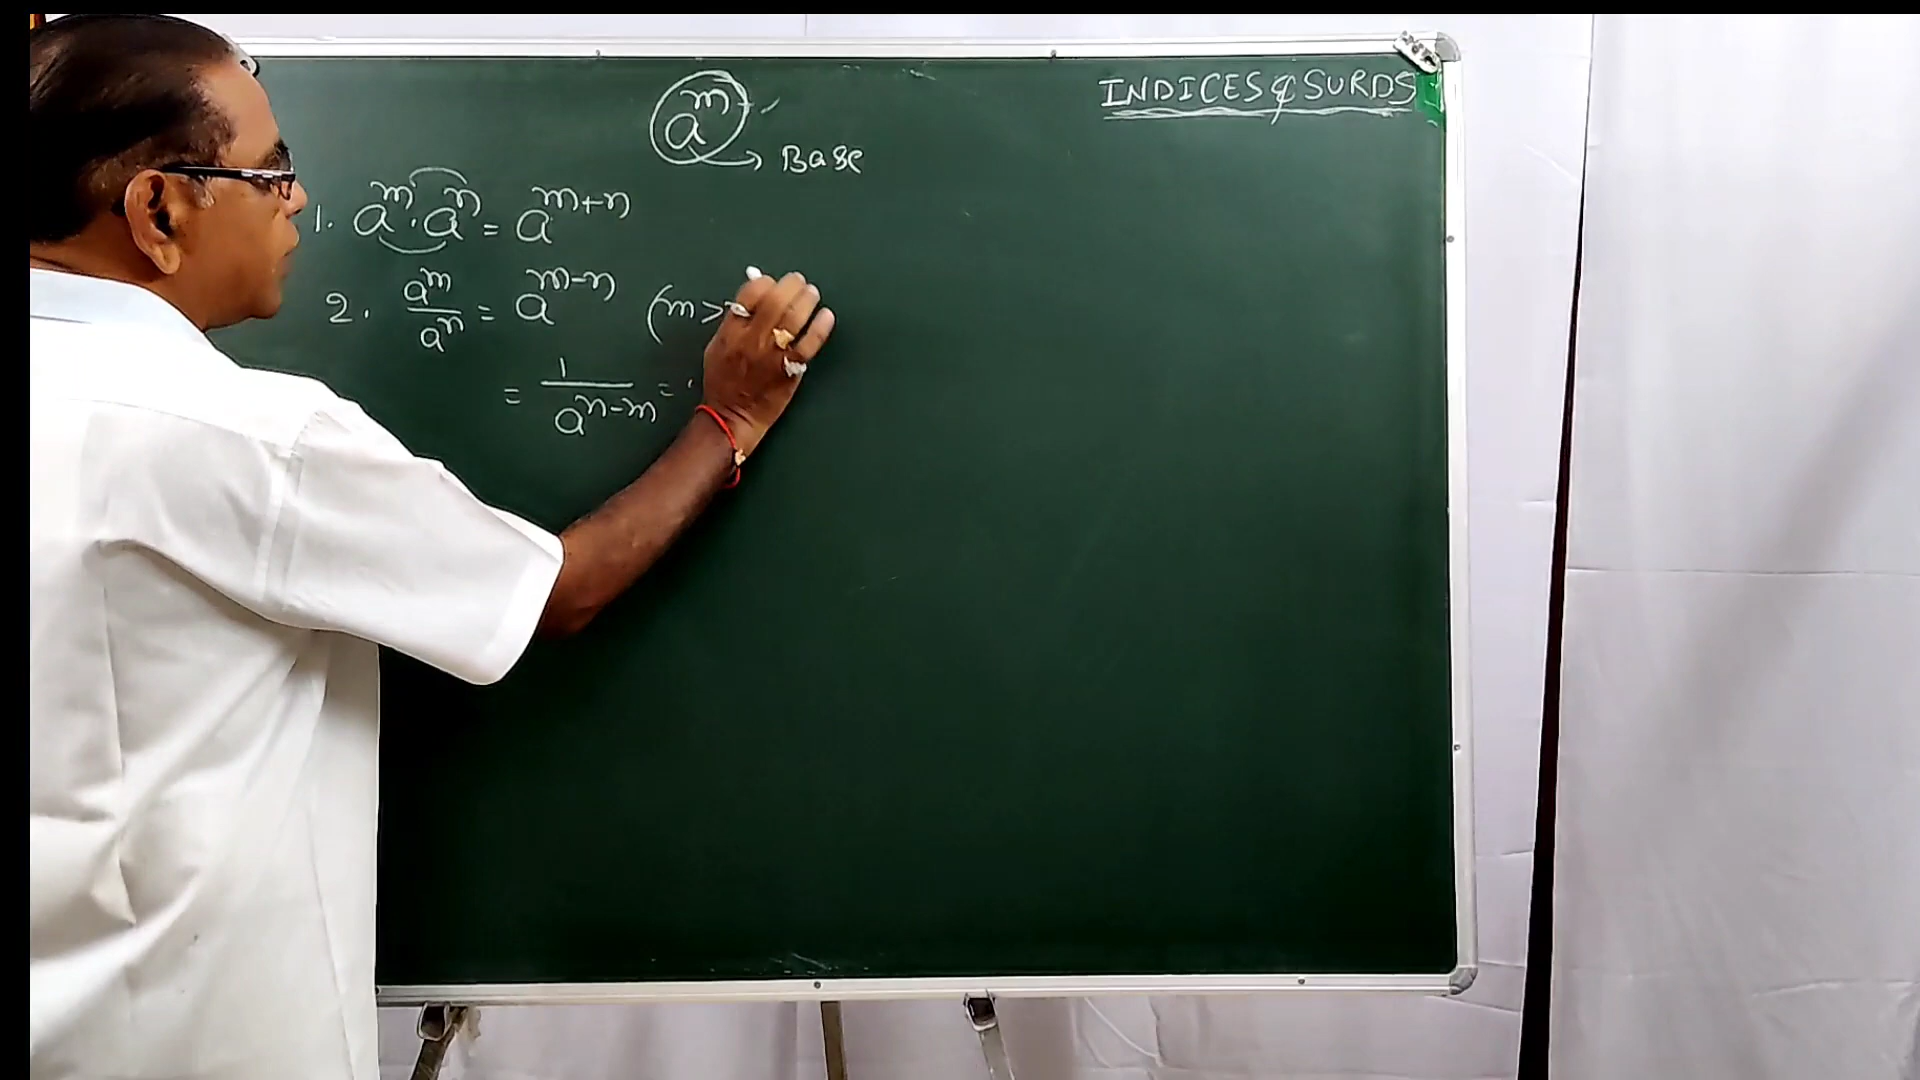 INDICES & SURDS
a^m
Base
1. a^m . a^n = a^{m+n}
2. a^m / a^n = a^{m-n} (m >
= 1 / a^{n-m} =